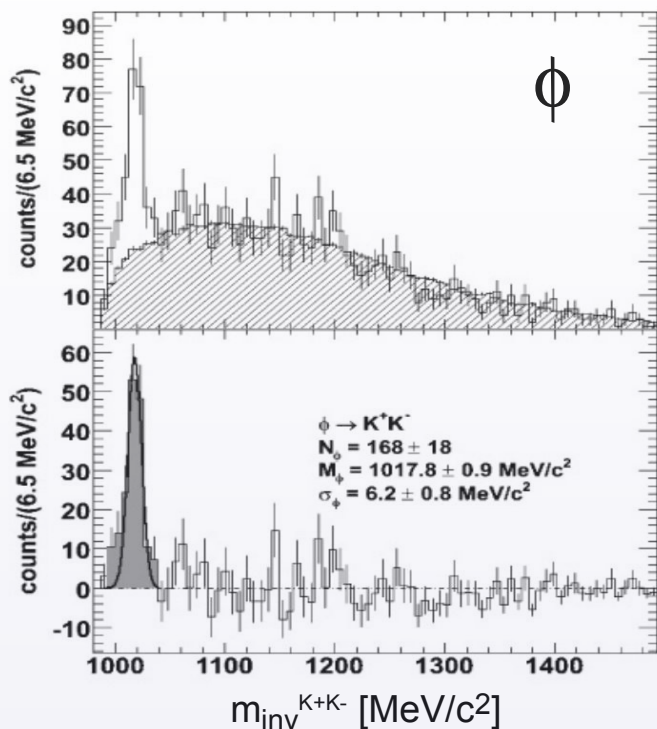 90
80
70
60
50
40
30
20
10
counts/(6.5 MeV/c²)
ϕ
60
50
40
30
20
10
0
-10
counts/(6.5 MeV/c²)
ϕ → K⁺K⁻
N_ϕ = 168 ± 18
M_ϕ = 1017.8 ± 0.9 MeV/c²
σ_ϕ = 6.2 ± 0.8 MeV/c²
1000 1100 1200 1300 1400
m_inv^K+K- [MeV/c²]